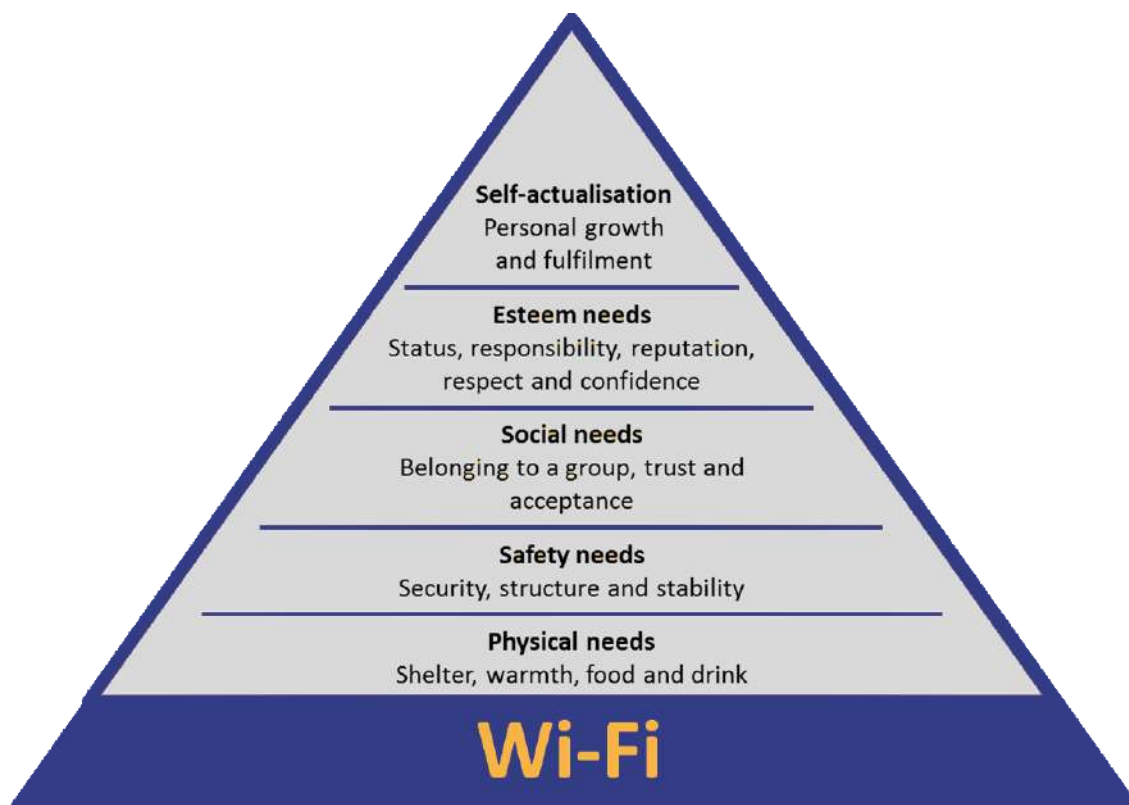 Self-actualisation
Personal growth
and fulfilment
Esteem needs
Status, responsibility, reputation,
respect and confidence
Social needs
Belonging to a group, trust and
acceptance
Safety needs
Security, structure and stability
Physical needs
Shelter, warmth, food and drink
Wi-Fi